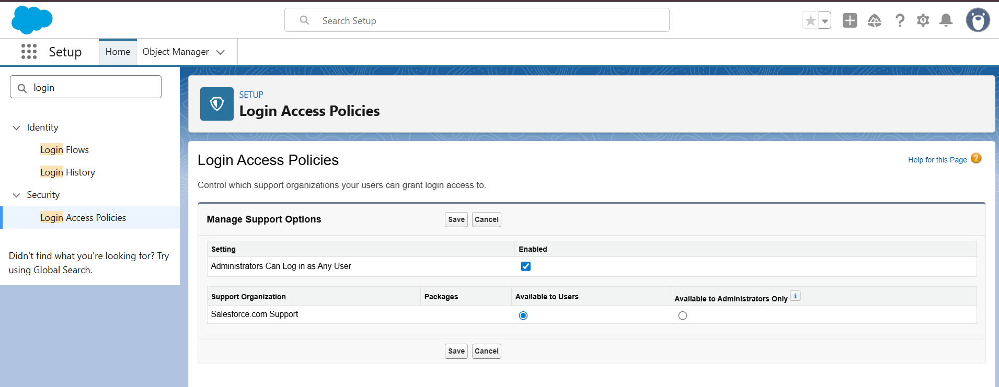 Search Setup
Setup
Home
Object Manager
login
Identity
Login Flows
Login History
Security
Login Access Policies
Didn't find what you're looking for? Try
using Global Search.
SETUP
Login Access Policies
Login Access Policies
Help for this Page
Control which support organizations your users can grant login access to.
Manage Support Options
Save
Cancel
Setting
Enabled
Administrators Can Log in as Any User
Support Organization
Packages
Available to Users
Available to Administrators Only
Salesforce.com Support
Save
Cancel